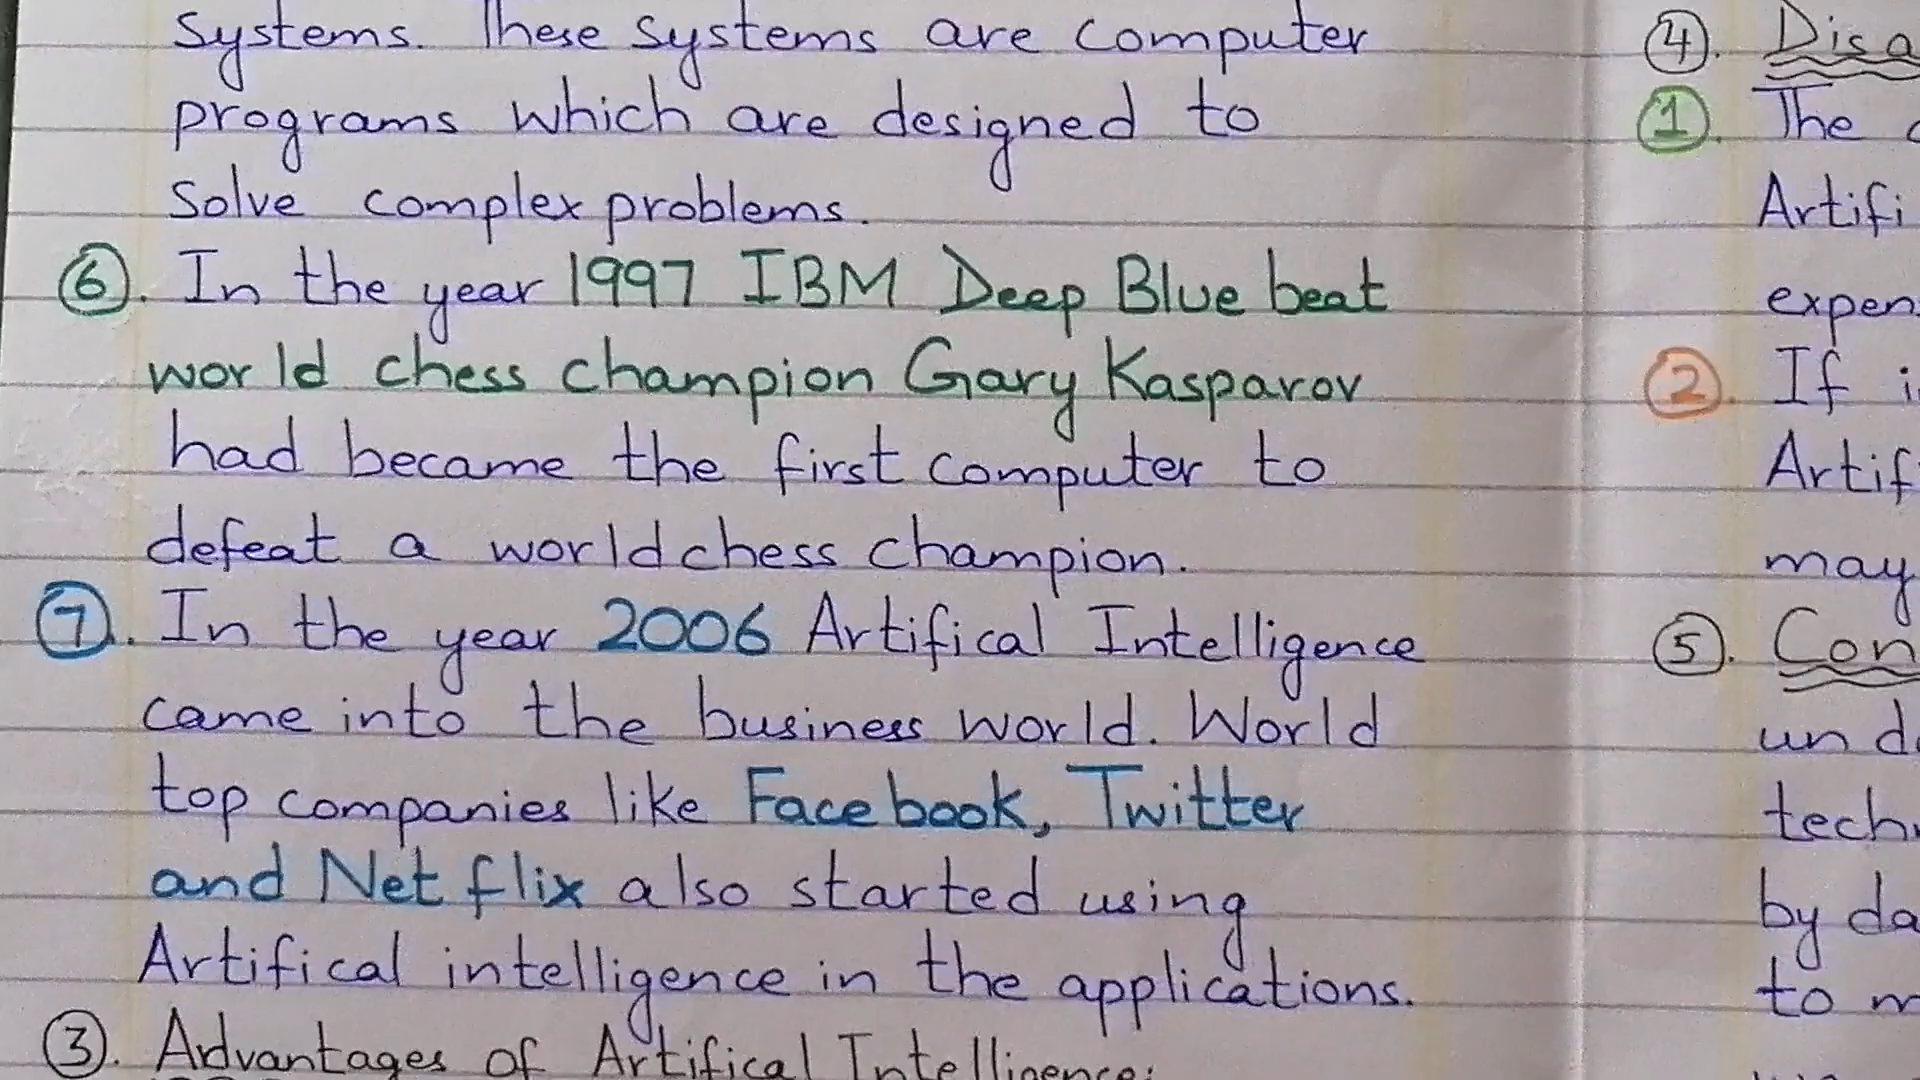 Systems. These systems are computer
programs which are designed to
solve complex problems.
6. In the year 1997 IBM Deep Blue beat
world chess champion Gary Kasparov
had became the first computer to
defeat a world chess champion.
7. In the year 2006 Artifical Intelligence
came into the business world. World
top companies like Facebook, Twitter
and Netflix also started using
Artifical intelligence in the applications.
3. Advantages of Artifical Intelligence:
4. Disa
1. The
Artifi
expen
2. If
Artif
may
5. Con
und
tech
by da
to m